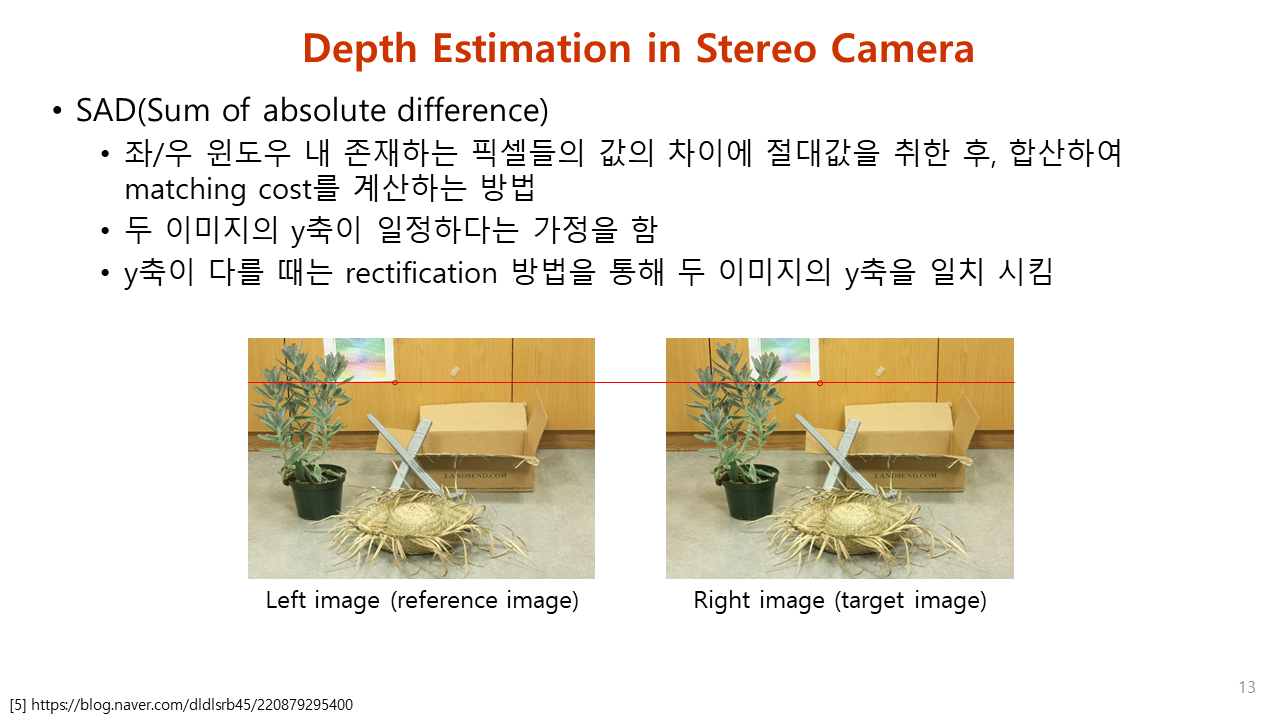 Depth Estimation in Stereo Camera
• SAD(Sum of absolute difference)
• 좌/우 윈도우 내 존재하는 픽셀들의 값의 차이에 절대값을 취한 후, 합산하여
matching cost를 계산하는 방법
• 두 이미지의 y축이 일정하다는 가정을 함
• y축이 다를 때는 rectification 방법을 통해 두 이미지의 y축을 일치 시킴
LANDSEND.COM
LANDSEND.COM
Left image (reference image)
Right image (target image)
13
[5] https://blog.naver.com/dldlsrb45/220879295400